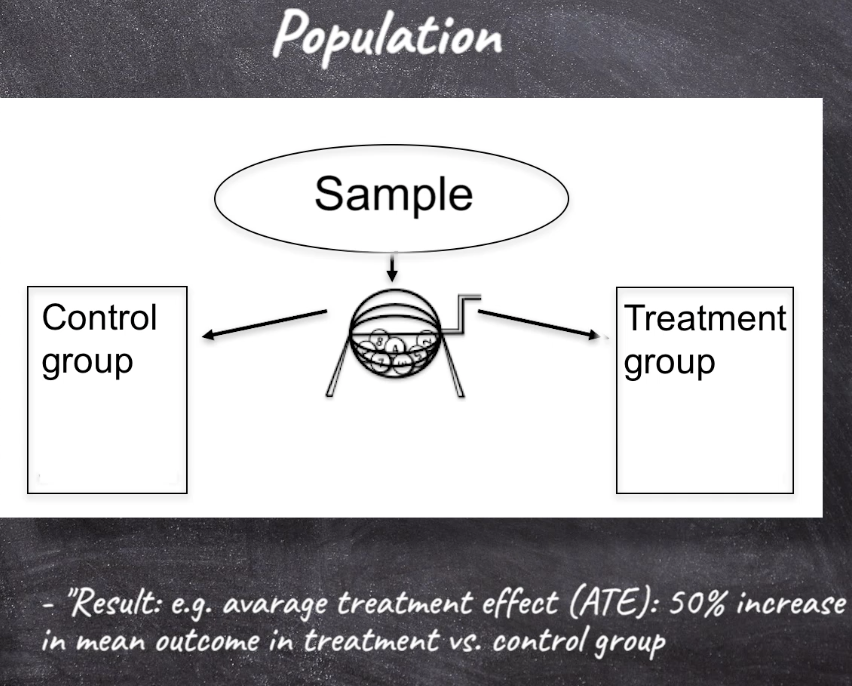 Population
Sample
Control
group
Treatment
group
- "Result: e.g. avarage treatment effect (ATE): 50% increase
in mean outcome in treatment vs. control group